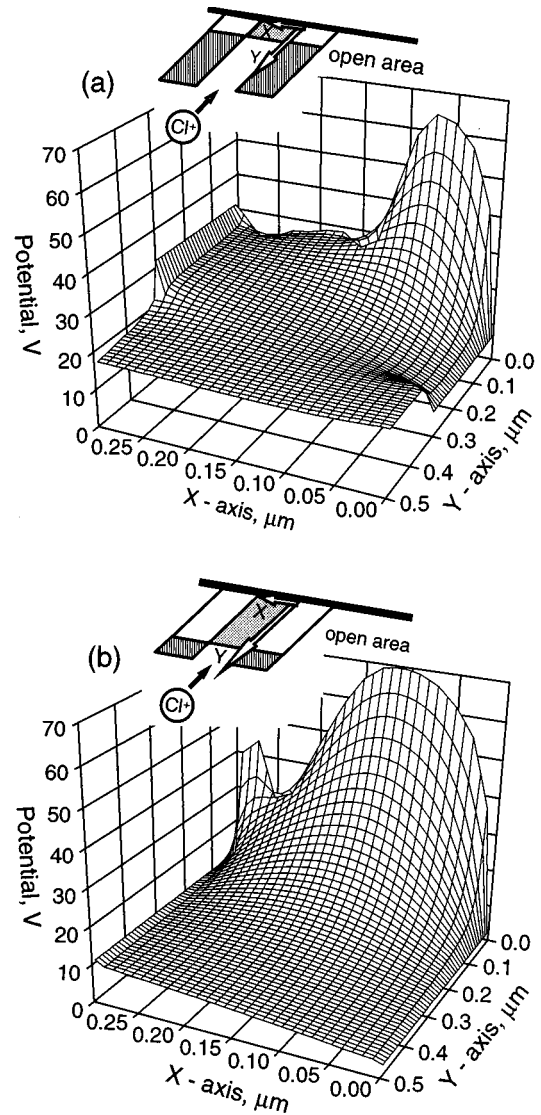 X
Y
open area
(a)
Cl+
70
60
50
40
30
20
10
0
Potential, V
0.25
0.20
0.15
0.10
0.05
0.00
X - axis, μm
0.0
0.1
0.2
0.3
0.4
0.5
Y - axis, μm
X
Y
open area
(b)
Cl+
70
60
50
40
30
20
10
0
Potential, V
0.25
0.20
0.15
0.10
0.05
0.00
X - axis, μm
0.0
0.1
0.2
0.3
0.4
0.5
Y - axis, μm